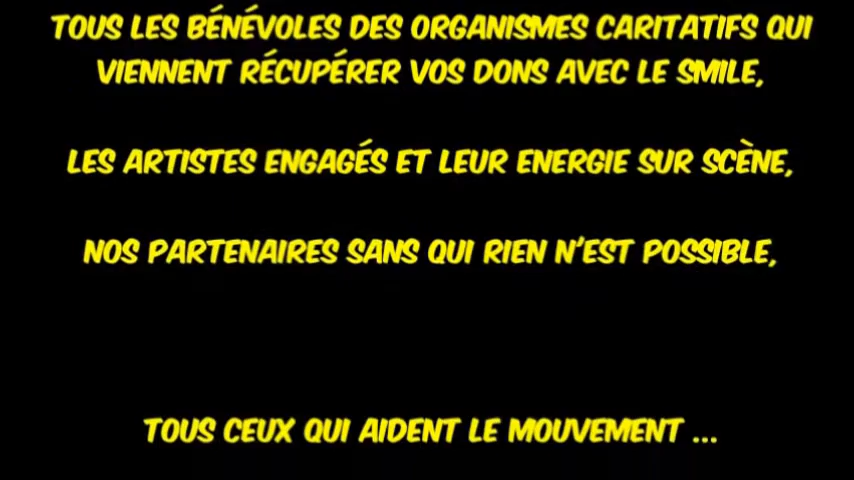 TOUS LES BÉNÉVOLES DES ORGANISMES CARITATIFS QUI
VIENNENT RÉCUPÉRER VOS DONS AVEC LE SMILE,
LES ARTISTES ENGAGÉS ET LEUR ENERGIE SUR SCÈNE,
NOS PARTENAIRES SANS QUI RIEN N'EST POSSIBLE,
TOUS CEUX QUI AIDENT LE MOUVEMENT ...